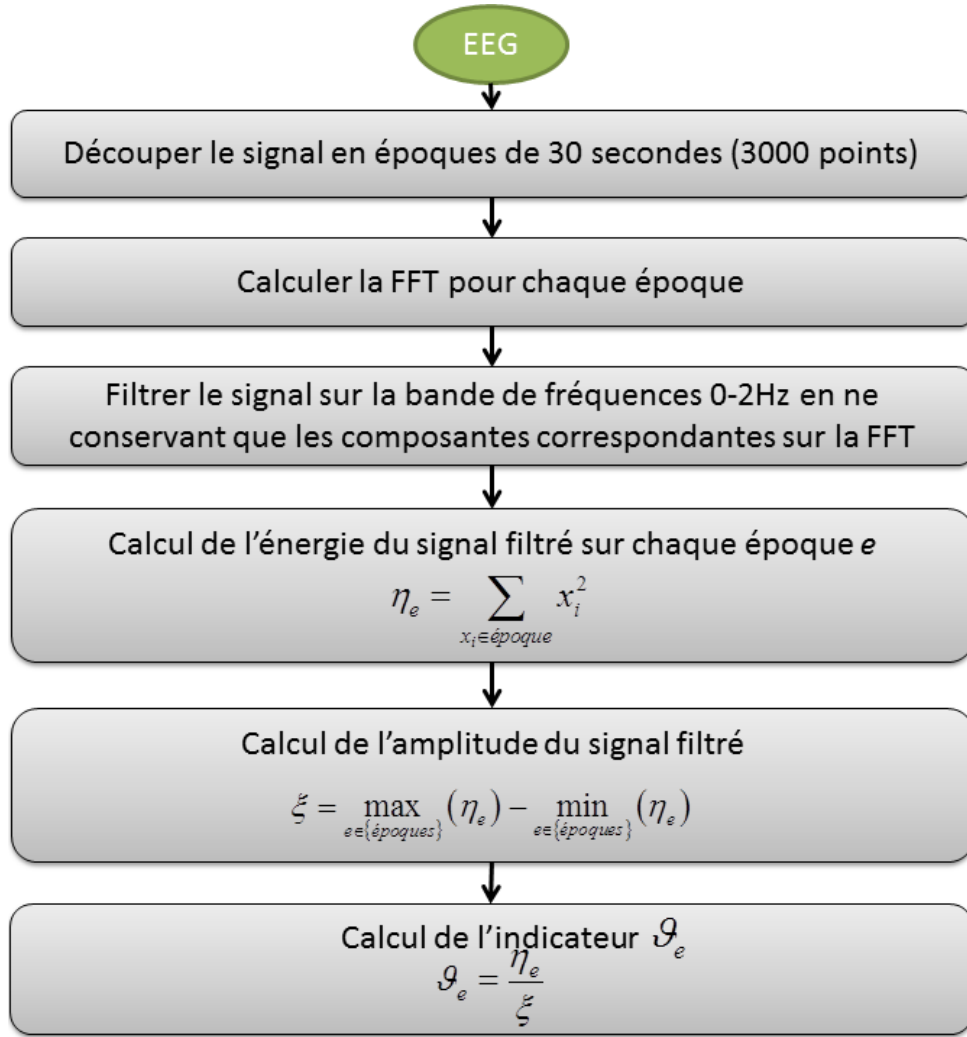 EEG
Découper le signal en époques de 30 secondes (3000 points)
Calculer la FFT pour chaque époque
Filtrer le signal sur la bande de fréquences 0-2Hz en ne
conservant que les composantes correspondantes sur la FFT
Calcul de l'énergie du signal filtré sur chaque époque e
η_e = ∑_{x_i∈époque} x_i^2
Calcul de l'amplitude du signal filtré
ξ = max_{e∈{époques}}(η_e) − min_{e∈{époques}}(η_e)
Calcul de l'indicateur ϑ_e
ϑ_e = η_e / ξ